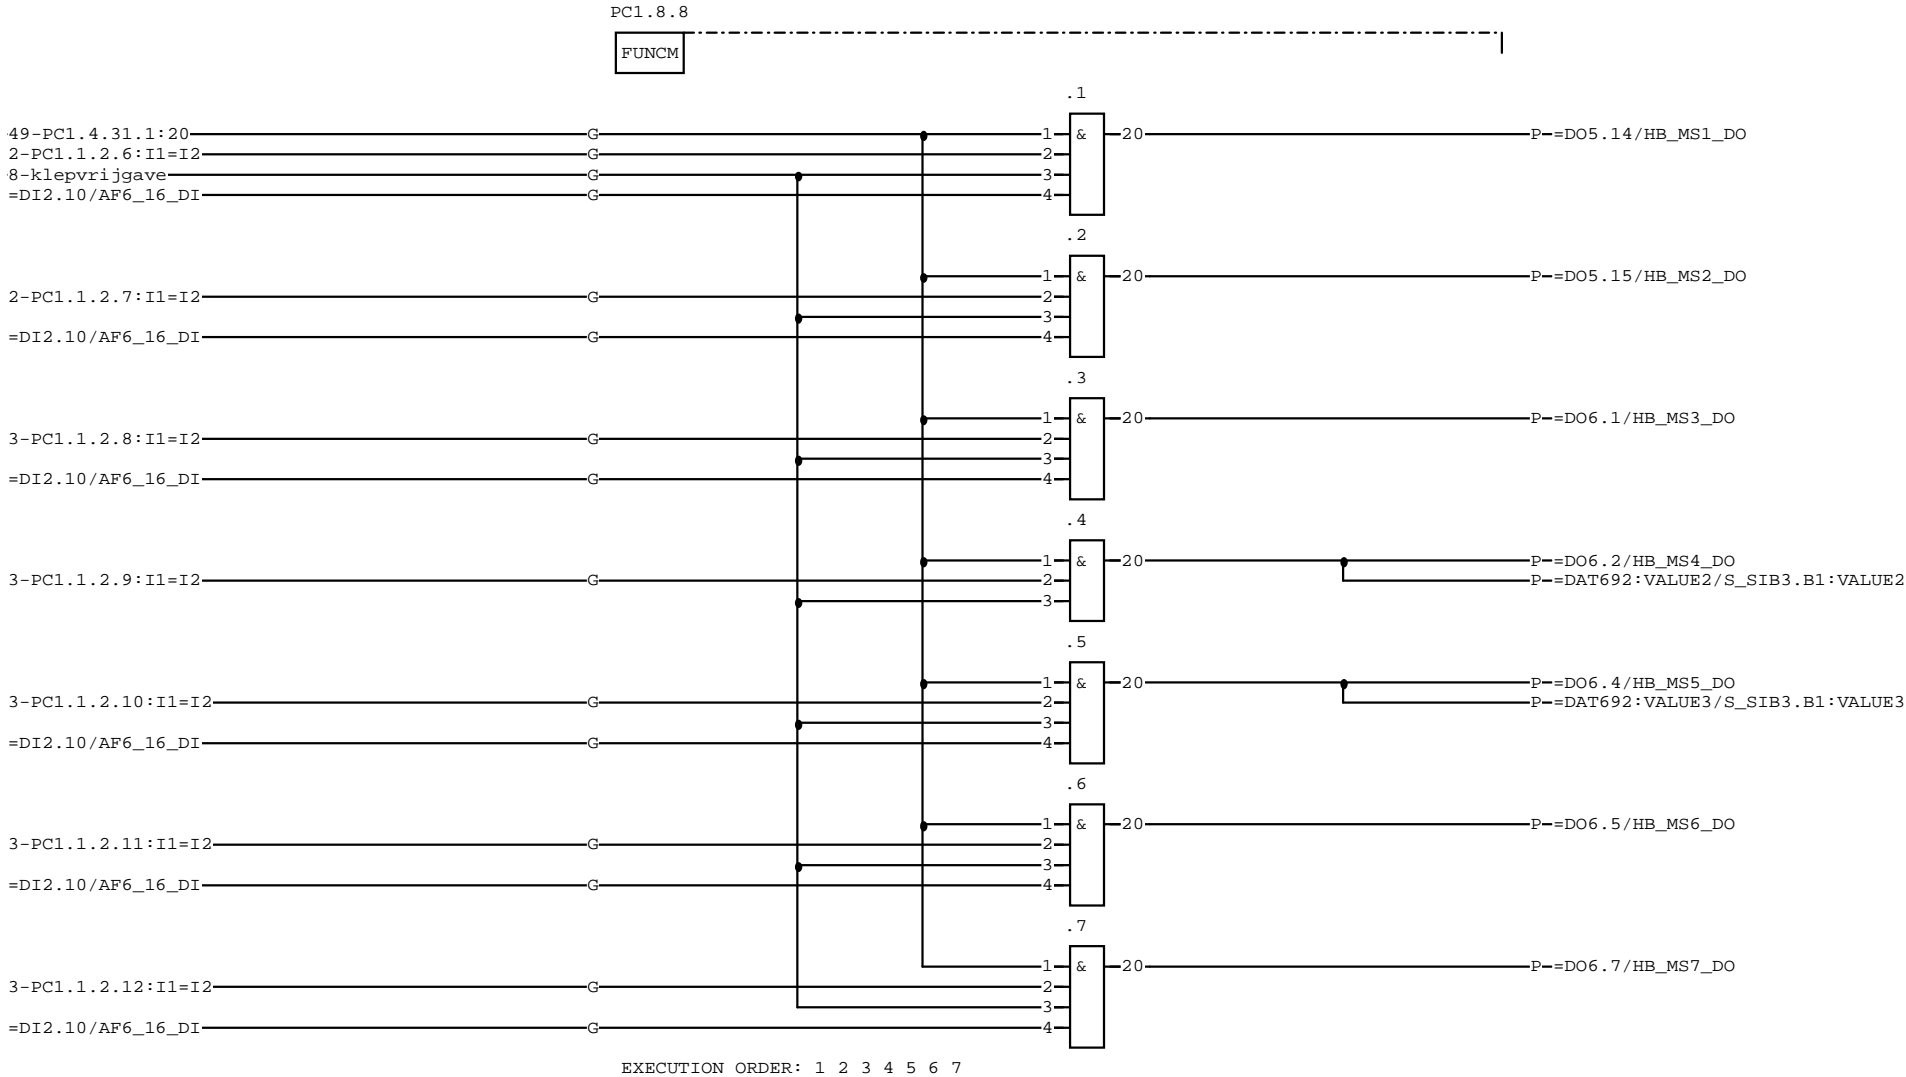 PC1.8.8
FUNCM
.1
49-PC1.4.31.1:20 G 1 & 20 P-=DO5.14/HB_MS1_DO
2-PC1.1.2.6:I1=I2 G 2
8-klepvrijgave G 3
=DI2.10/AF6_16_DI G 4
.2
1 & 20 P-=DO5.15/HB_MS2_DO
2-PC1.1.2.7:I1=I2 G 2
3
=DI2.10/AF6_16_DI G 4
.3
1 & 20 P-=DO6.1/HB_MS3_DO
3-PC1.1.2.8:I1=I2 G 2
3
=DI2.10/AF6_16_DI G 4
.4
1 & 20 P-=DO6.2/HB_MS4_DO
3-PC1.1.2.9:I1=I2 G 2 P-=DAT692:VALUE2/S_SIB3.B1:VALUE2
3
.5
1 & 20 P-=DO6.4/HB_MS5_DO
3-PC1.1.2.10:I1=I2 G 2 P-=DAT692:VALUE3/S_SIB3.B1:VALUE3
3
=DI2.10/AF6_16_DI G 4
.6
1 & 20 P-=DO6.5/HB_MS6_DO
3-PC1.1.2.11:I1=I2 G 2
3
=DI2.10/AF6_16_DI G 4
.7
1 & 20 P-=DO6.7/HB_MS7_DO
3-PC1.1.2.12:I1=I2 G 2
3
=DI2.10/AF6_16_DI G 4
EXECUTION ORDER: 1 2 3 4 5 6 7